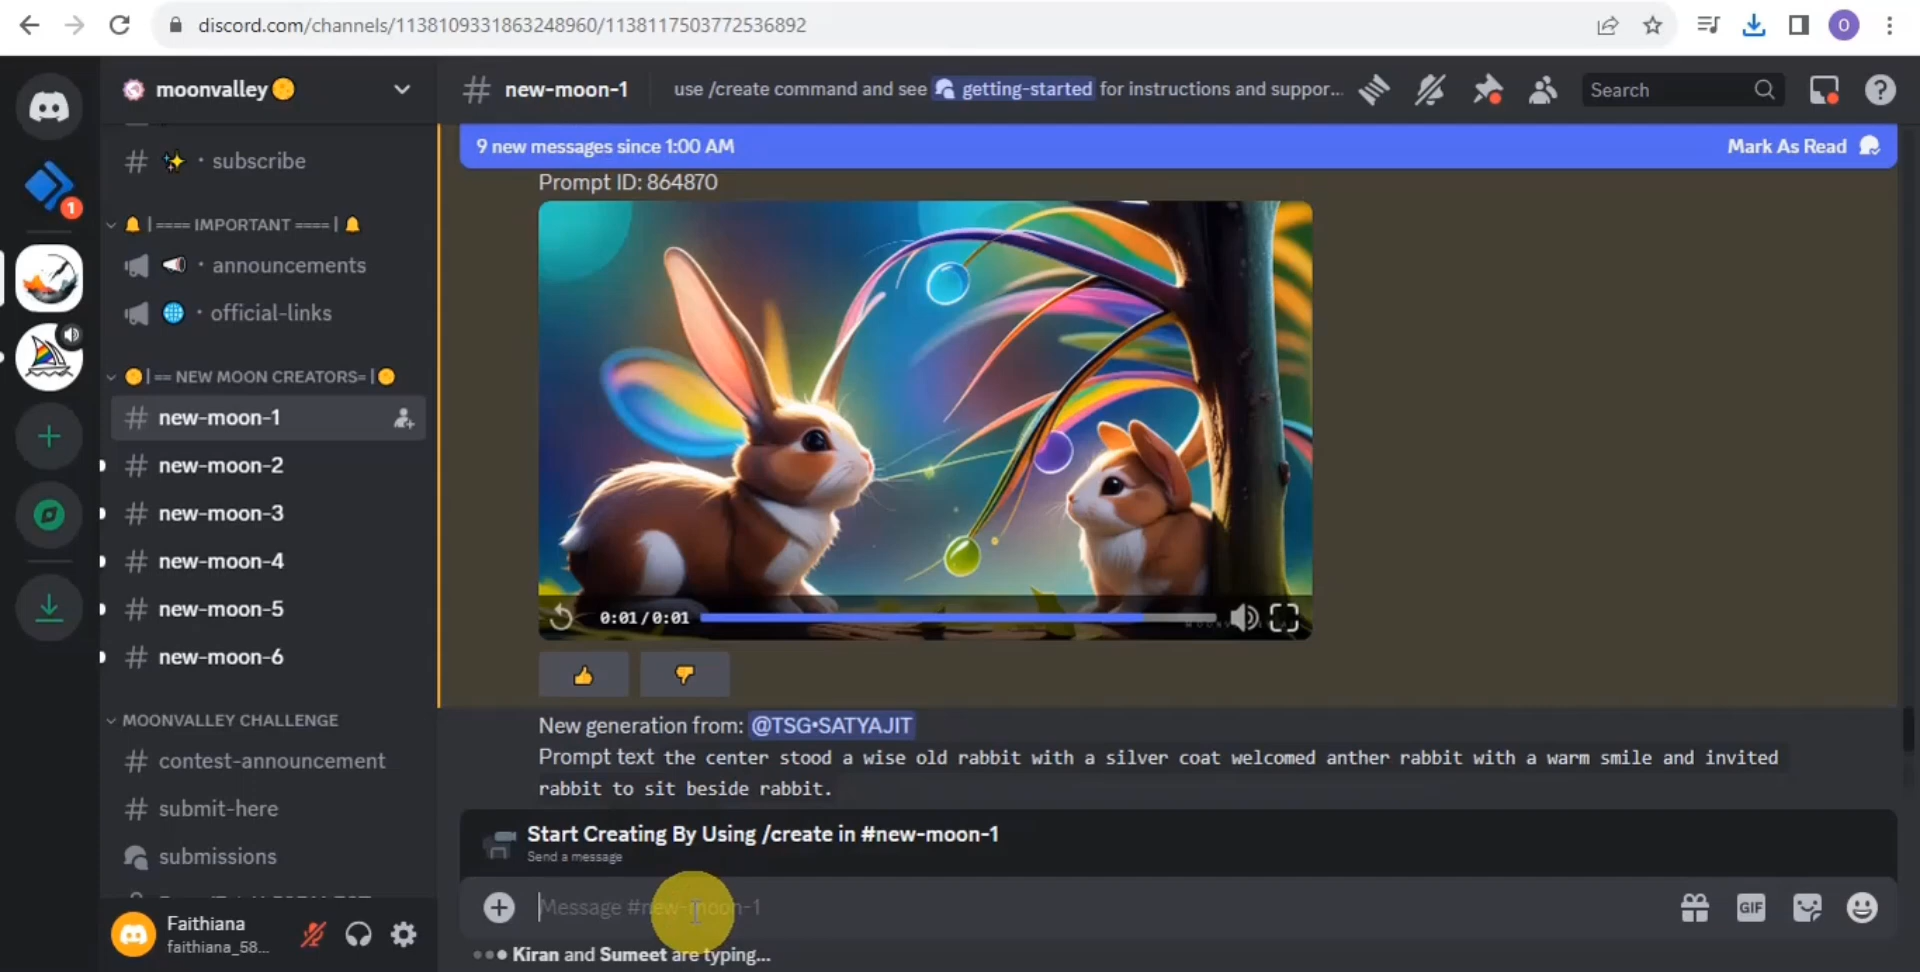 discord.com/channels/1138109331863248960/1138117503772536892
O
moonvalley
new-moon-1
use /create command and see getting-started for instructions and suppor...
Search
9 new messages since 1:00 AM
Mark As Read
subscribe
|==== IMPORTANT ====|
announcements
official-links
|== NEW MOON CREATORS= |
new-moon-1
new-moon-2
new-moon-3
new-moon-4
new-moon-5
new-moon-6
MOONVALLEY CHALLENGE
contest-announcement
submit-here
submissions
1
Prompt ID: 864870
0:01/0:01
New generation from: @TSG•SATYAJIT
Prompt text the center stood a wise old rabbit with a silver coat welcomed anther rabbit with a warm smile and invited
rabbit to sit beside rabbit.
Start Creating By Using /create in #new-moon-1
Send a message
Message #new-moon-1
GIF
Kiran and Sumeet are typing...
Faithiana
faithiana_58...